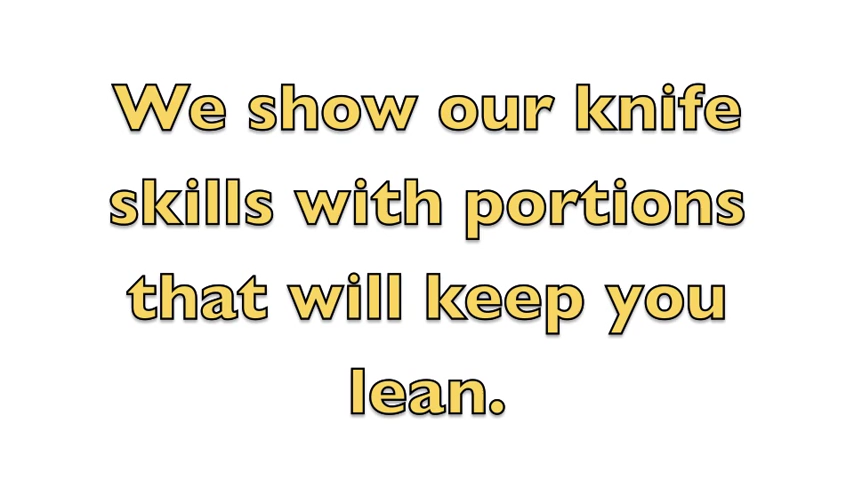 We show our knife
skills with portions
that will keep you
lean.